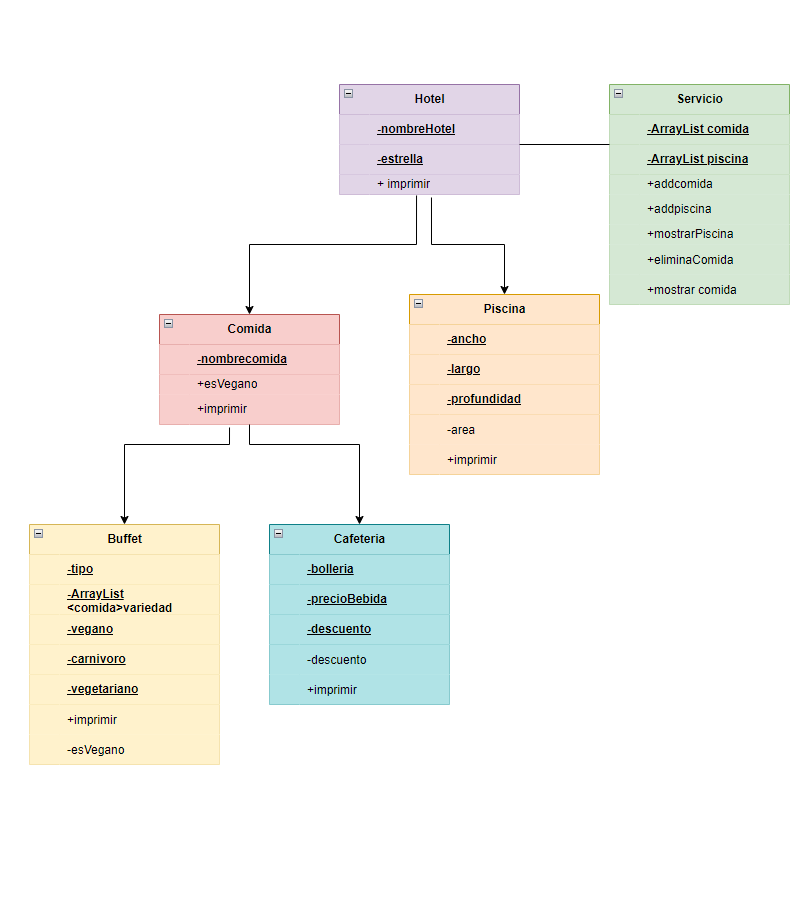 Hotel
-nombreHotel
-estrella
+ imprimir
Servicio
-ArrayList comida
-ArrayList piscina
+addcomida
+addpiscina
+mostrarPiscina
+eliminaComida
+mostrar comida
Comida
-nombrecomida
+esVegano
+imprimir
Piscina
-ancho
-largo
-profundidad
-area
+imprimir
Buffet
-tipo
-ArrayList
<comida>variedad
-vegano
-carnivoro
-vegetariano
+imprimir
-esVegano
Cafeteria
-bolleria
-precioBebida
-descuento
-descuento
+imprimir